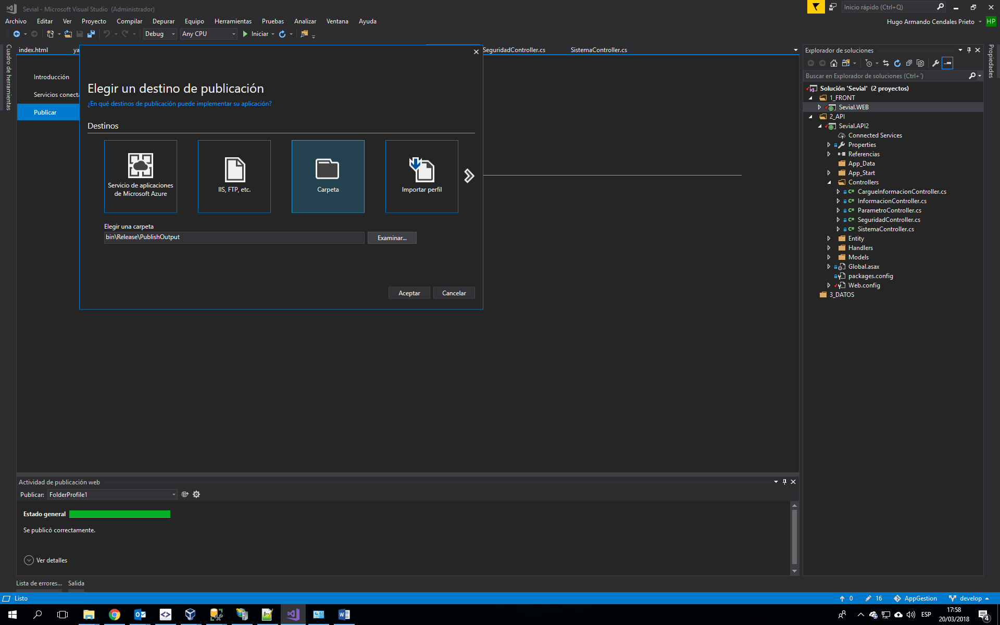 Sevial - Microsoft Visual Studio (Administrador)
Inicio rápido (Ctrl+Q)
Archivo Editar Ver Proyecto Compilar Depurar Equipo Herramientas Pruebas Analizar Ventana Ayuda
Hugo Armando Cendales Prieto HP
Debug Any CPU Iniciar
Cuadro de herramientas
index.html ya SeguridadController.cs SistemaController.cs
Introducción
Servicios conecta
Publicar
Elegir un destino de publicación
¿En qué destinos de publicación puede implementar su aplicación?
Destinos
Servicio de aplicaciones
de Microsoft Azure
IIS, FTP, etc.
Carpeta
Importar perfil
Elegir una carpeta
bin\Release\PublishOutput
Examinar...
Aceptar Cancelar
Explorador de soluciones
Propiedades
Buscar en Explorador de soluciones (Ctrl+´)
Solución 'Sevial' (2 proyectos)
1_FRONT
Sevial.WEB
2_API
Sevial.API2
Connected Services
Properties
Referencias
App_Data
App_Start
Controllers
C# CargueInformacionController.cs
C# InformacionController.cs
C# ParametroController.cs
C# SeguridadController.cs
C# SistemaController.cs
Entity
Handlers
Models
Global.asax
packages.config
Web.config
3_DATOS
Actividad de publicación web
Publicar: FolderProfile1
Estado general
Se publicó correctamente.
Ver detalles
Lista de errores... Salida
Listo
0 16 AppGestion develop
ESP
17:58
20/03/2018
4